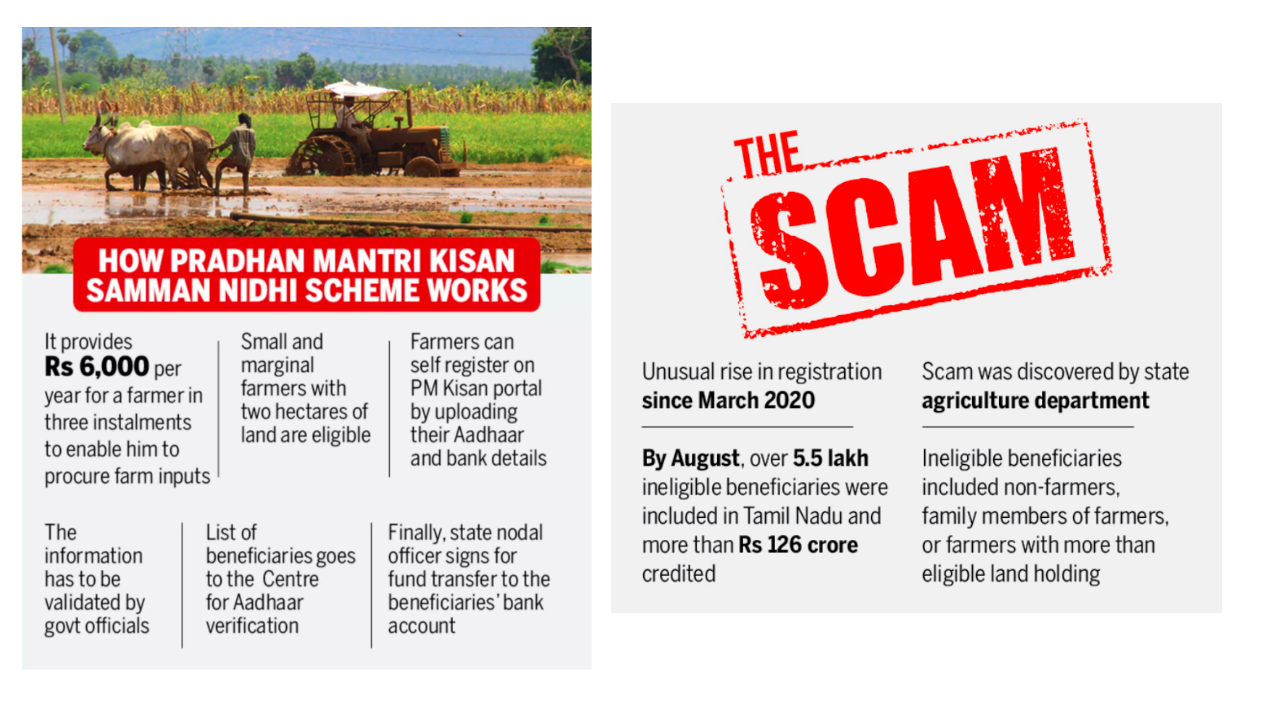 HOW PRADHAN MANTRI KISAN
SAMMAN NIDHI SCHEME WORKS
It provides
Rs 6,000 per
year for a farmer in
three instalments
to enable him to
procure farm inputs
Small and
marginal
farmers with
two hectares of
land are eligible
Farmers can
self register on
PM Kisan portal
by uploading
their Aadhaar
and bank details
The
information
has to be
validated by
govt officials
List of
beneficiaries goes
to the Centre
for Aadhaar
verification
Finally, state nodal
officer signs for
fund transfer to the
beneficiaries' bank
account
THE
SCAM
Unusual rise in registration
since March 2020
Scam was discovered by state
agriculture department
By August, over 5.5 lakh
ineligible beneficiaries were
included in Tamil Nadu and
more than Rs 126 crore
credited
Ineligible beneficiaries
included non-farmers,
family members of farmers,
or farmers with more than
eligible land holding